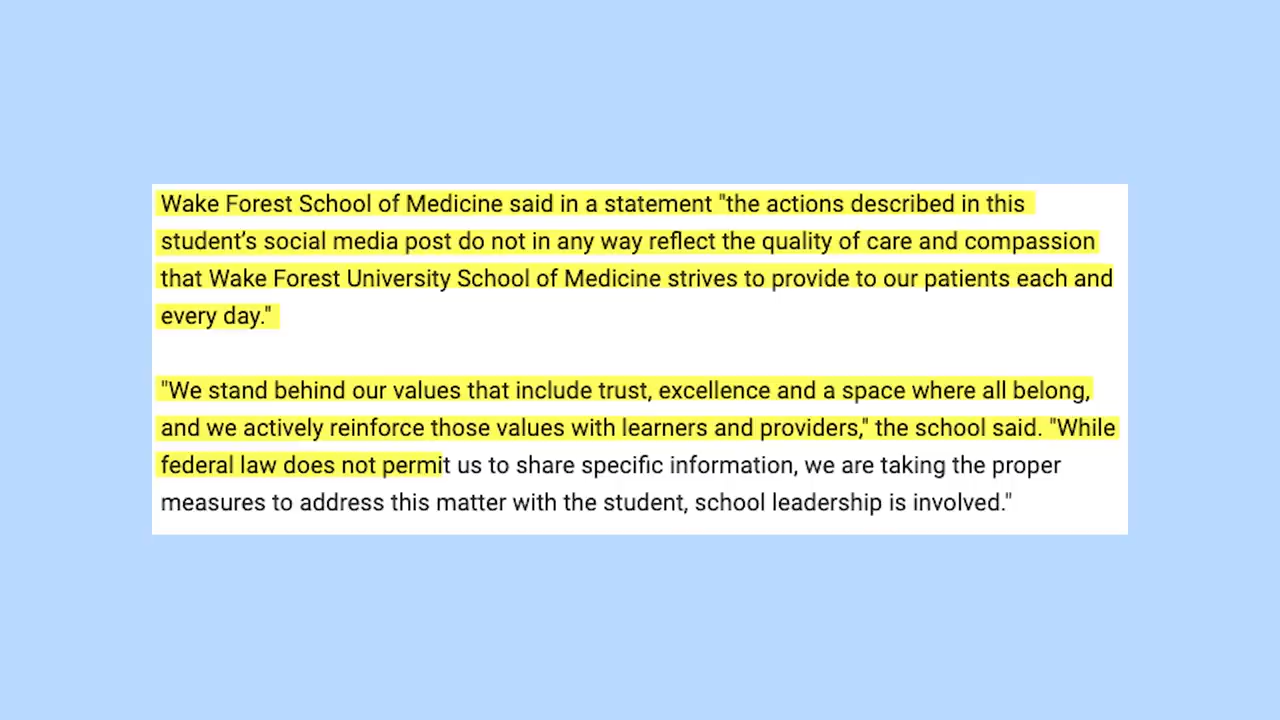 Wake Forest School of Medicine said in a statement "the actions described in this
student’s social media post do not in any way reflect the quality of care and compassion
that Wake Forest University School of Medicine strives to provide to our patients each and
every day."
"We stand behind our values that include trust, excellence and a space where all belong,
and we actively reinforce those values with learners and providers," the school said. "While
federal law does not permit us to share specific information, we are taking the proper
measures to address this matter with the student, school leadership is involved."